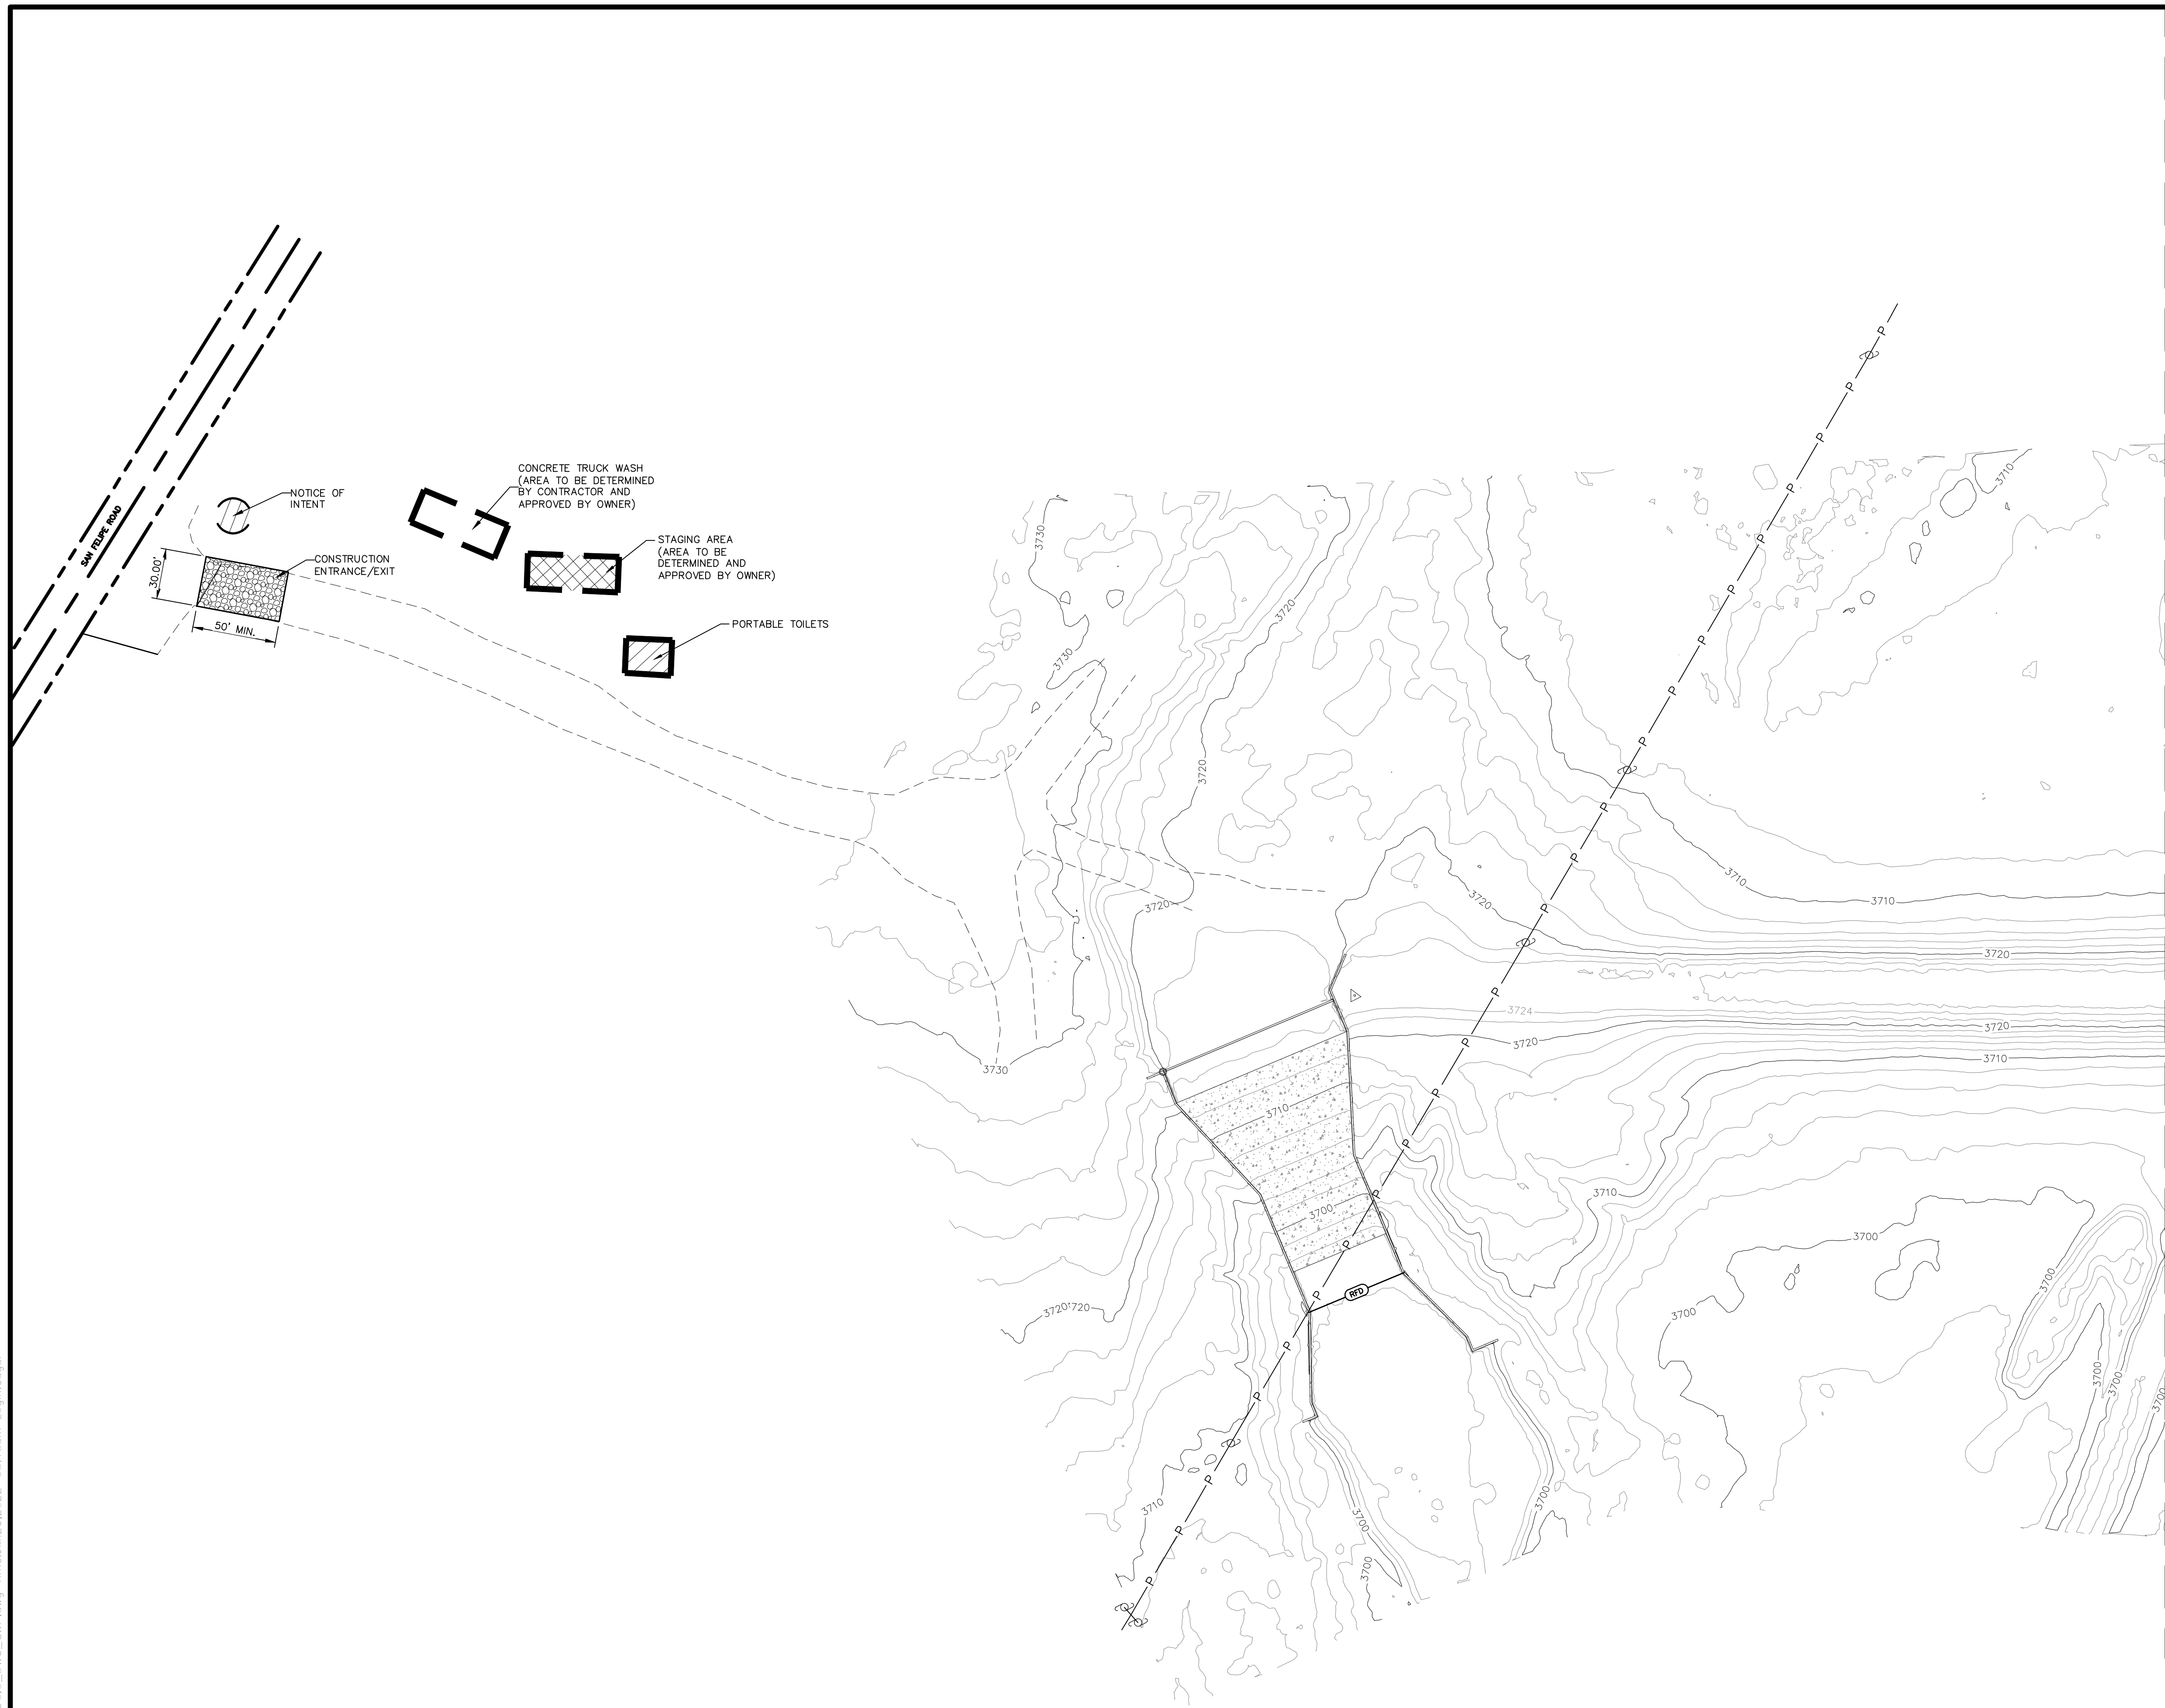 SAN FELIPE ROAD
NOTICE OF
INTENT
30.00'
50' MIN.
CONSTRUCTION
ENTRANCE/EXIT
CONCRETE TRUCK WASH
(AREA TO BE DETERMINED
BY CONTRACTOR AND
APPROVED BY OWNER)
STAGING AREA
(AREA TO BE
DETERMINED AND
APPROVED BY OWNER)
PORTABLE TOILETS
P
P
P
P
3710
P
3730
P
P
3720
P
3730
P
P
3720
P
P
3710
3720
3710
3720
P
3720
P
3724
3720
P
3720
3710
3730
P
3710
P
3710
P
3700
3700
P
3700
P
RFD
3720
3700
P
3700
P
3700
3700
P
3710
3700
3700
P
3700
P